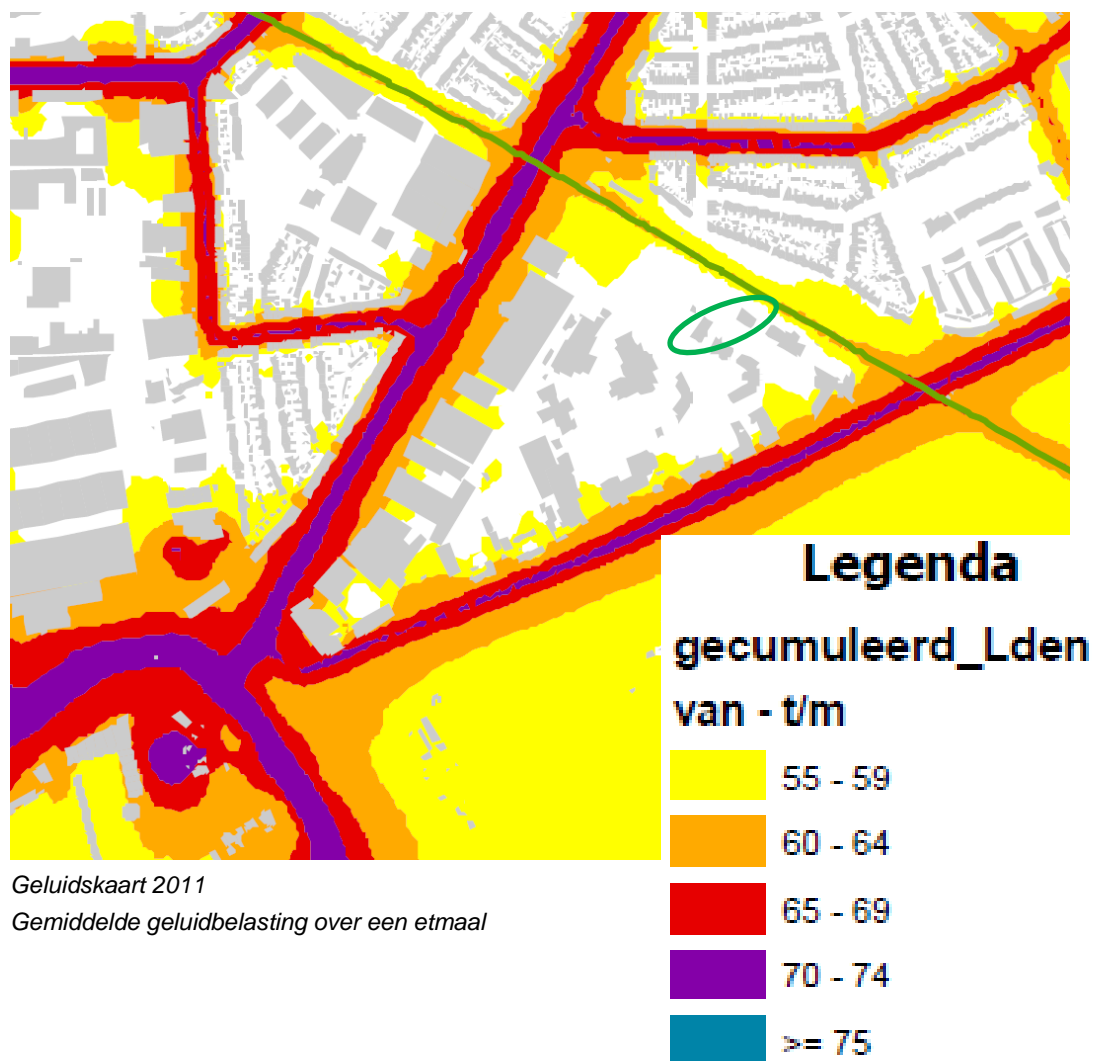 Legenda
gecumuleerd_Lden
van - t/m
55 - 59
60 - 64
65 - 69
70 - 74
>= 75
Geluidskaart 2011
Gemiddelde geluidbelasting over een etmaal